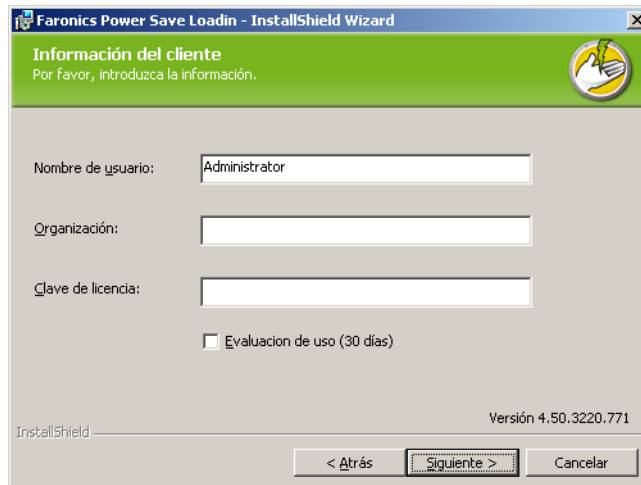 Faronics Power Save Loadin - InstallShield Wizard
Información del cliente
Por favor, introduzca la información.
Nombre de usuario:
Administrator
Organización:
Clave de licencia:
Evaluacion de uso (30 días)
Versión 4.50.3220.771
InstallShield
< Atrás
Siguiente >
Cancelar